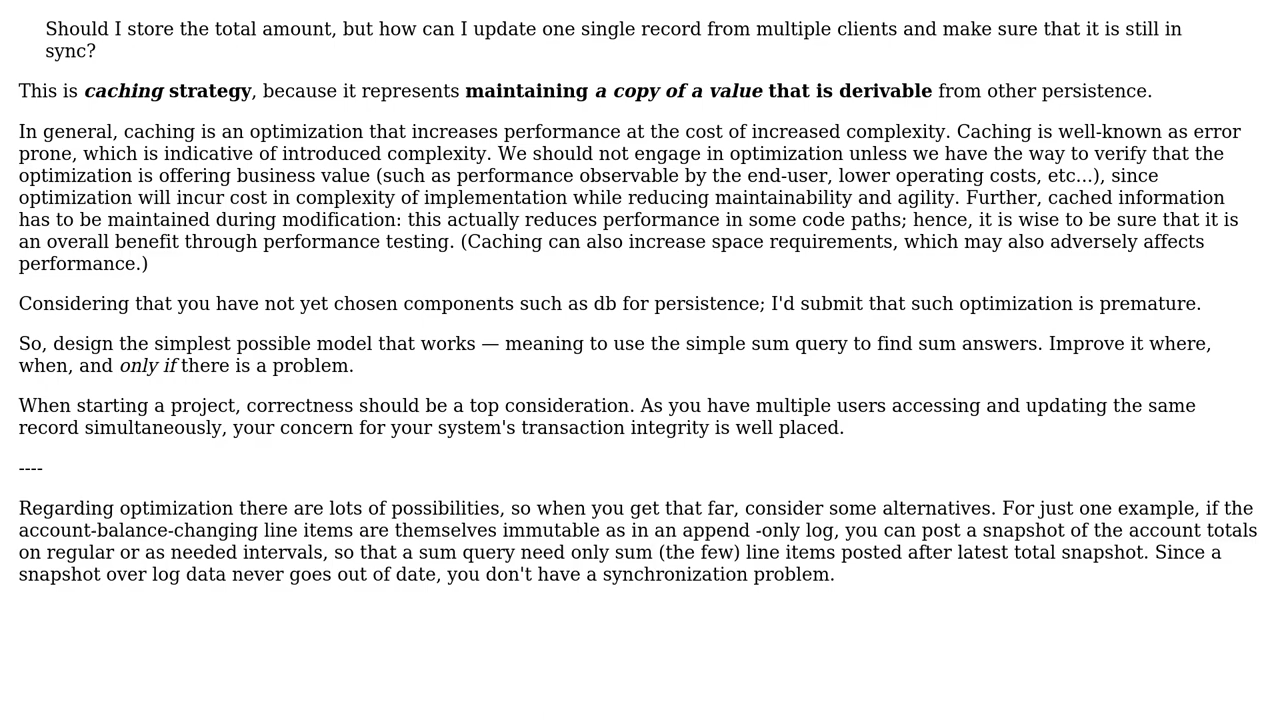 Should I store the total amount, but how can I update one single record from multiple clients and make sure that it is still in
sync?
This is caching strategy, because it represents maintaining a copy of a value that is derivable from other persistence.
In general, caching is an optimization that increases performance at the cost of increased complexity. Caching is well-known as error
prone, which is indicative of introduced complexity. We should not engage in optimization unless we have the way to verify that the
optimization is offering business value (such as performance observable by the end-user, lower operating costs, etc...), since
optimization will incur cost in complexity of implementation while reducing maintainability and agility. Further, cached information
has to be maintained during modification: this actually reduces performance in some code paths; hence, it is wise to be sure that it is
an overall benefit through performance testing. (Caching can also increase space requirements, which may also adversely affects
performance.)
Considering that you have not yet chosen components such as db for persistence; I'd submit that such optimization is premature.
So, design the simplest possible model that works — meaning to use the simple sum query to find sum answers. Improve it where,
when, and only if there is a problem.
When starting a project, correctness should be a top consideration. As you have multiple users accessing and updating the same
record simultaneously, your concern for your system's transaction integrity is well placed.
----
Regarding optimization there are lots of possibilities, so when you get that far, consider some alternatives. For just one example, if the
account-balance-changing line items are themselves immutable as in an append -only log, you can post a snapshot of the account totals
on regular or as needed intervals, so that a sum query need only sum (the few) line items posted after latest total snapshot. Since a
snapshot over log data never goes out of date, you don't have a synchronization problem.